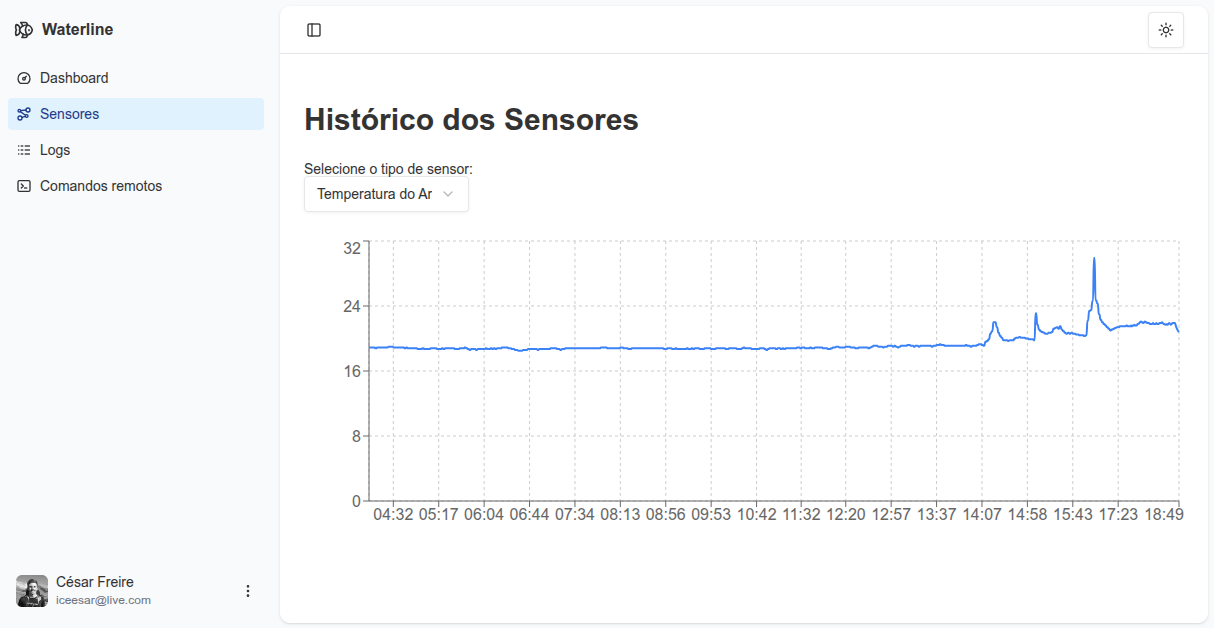 Waterline
Dashboard
Sensores
Logs
Comandos remotos
César Freire
iceesar@live.com
Histórico dos Sensores
Selecione o tipo de sensor:
Temperatura do Ar
32
24
16
8
0
04:32 05:17 06:04 06:44 07:34 08:13 08:56 09:53 10:42 11:32 12:20 12:57 13:37 14:07 14:58 15:43 17:23 18:49